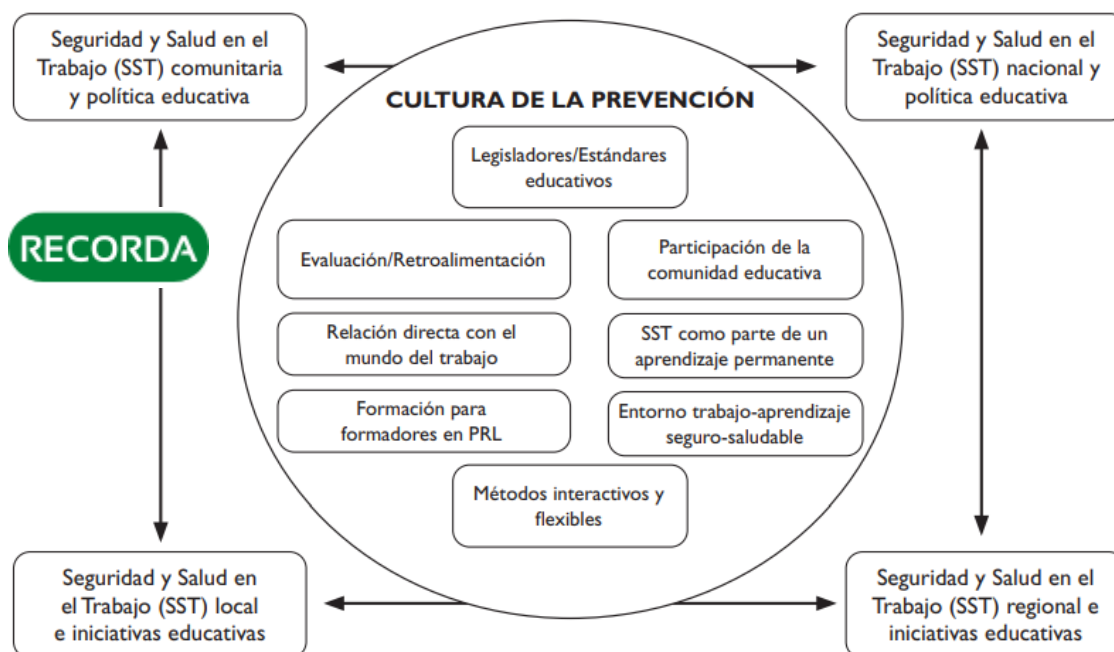 Seguridad y Salud en el
Trabajo (SST) comunitaria
y política educativa
Seguridad y Salud en el
Trabajo (SST) nacional y
política educativa
CULTURA DE LA PREVENCIÓN
Legisladores/Estándares
educativos
RECORDA
Evaluación/Retroalimentación
Participación de la
comunidad educativa
Relación directa con el
mundo del trabajo
SST como parte de un
aprendizaje permanente
Formación para
formadores en PRL
Entorno trabajo-aprendizaje
seguro-saludable
Métodos interactivos y
flexibles
Seguridad y Salud en
el Trabajo (SST) local
e iniciativas educativas
Seguridad y Salud en el
Trabajo (SST) regional e
iniciativas educativas